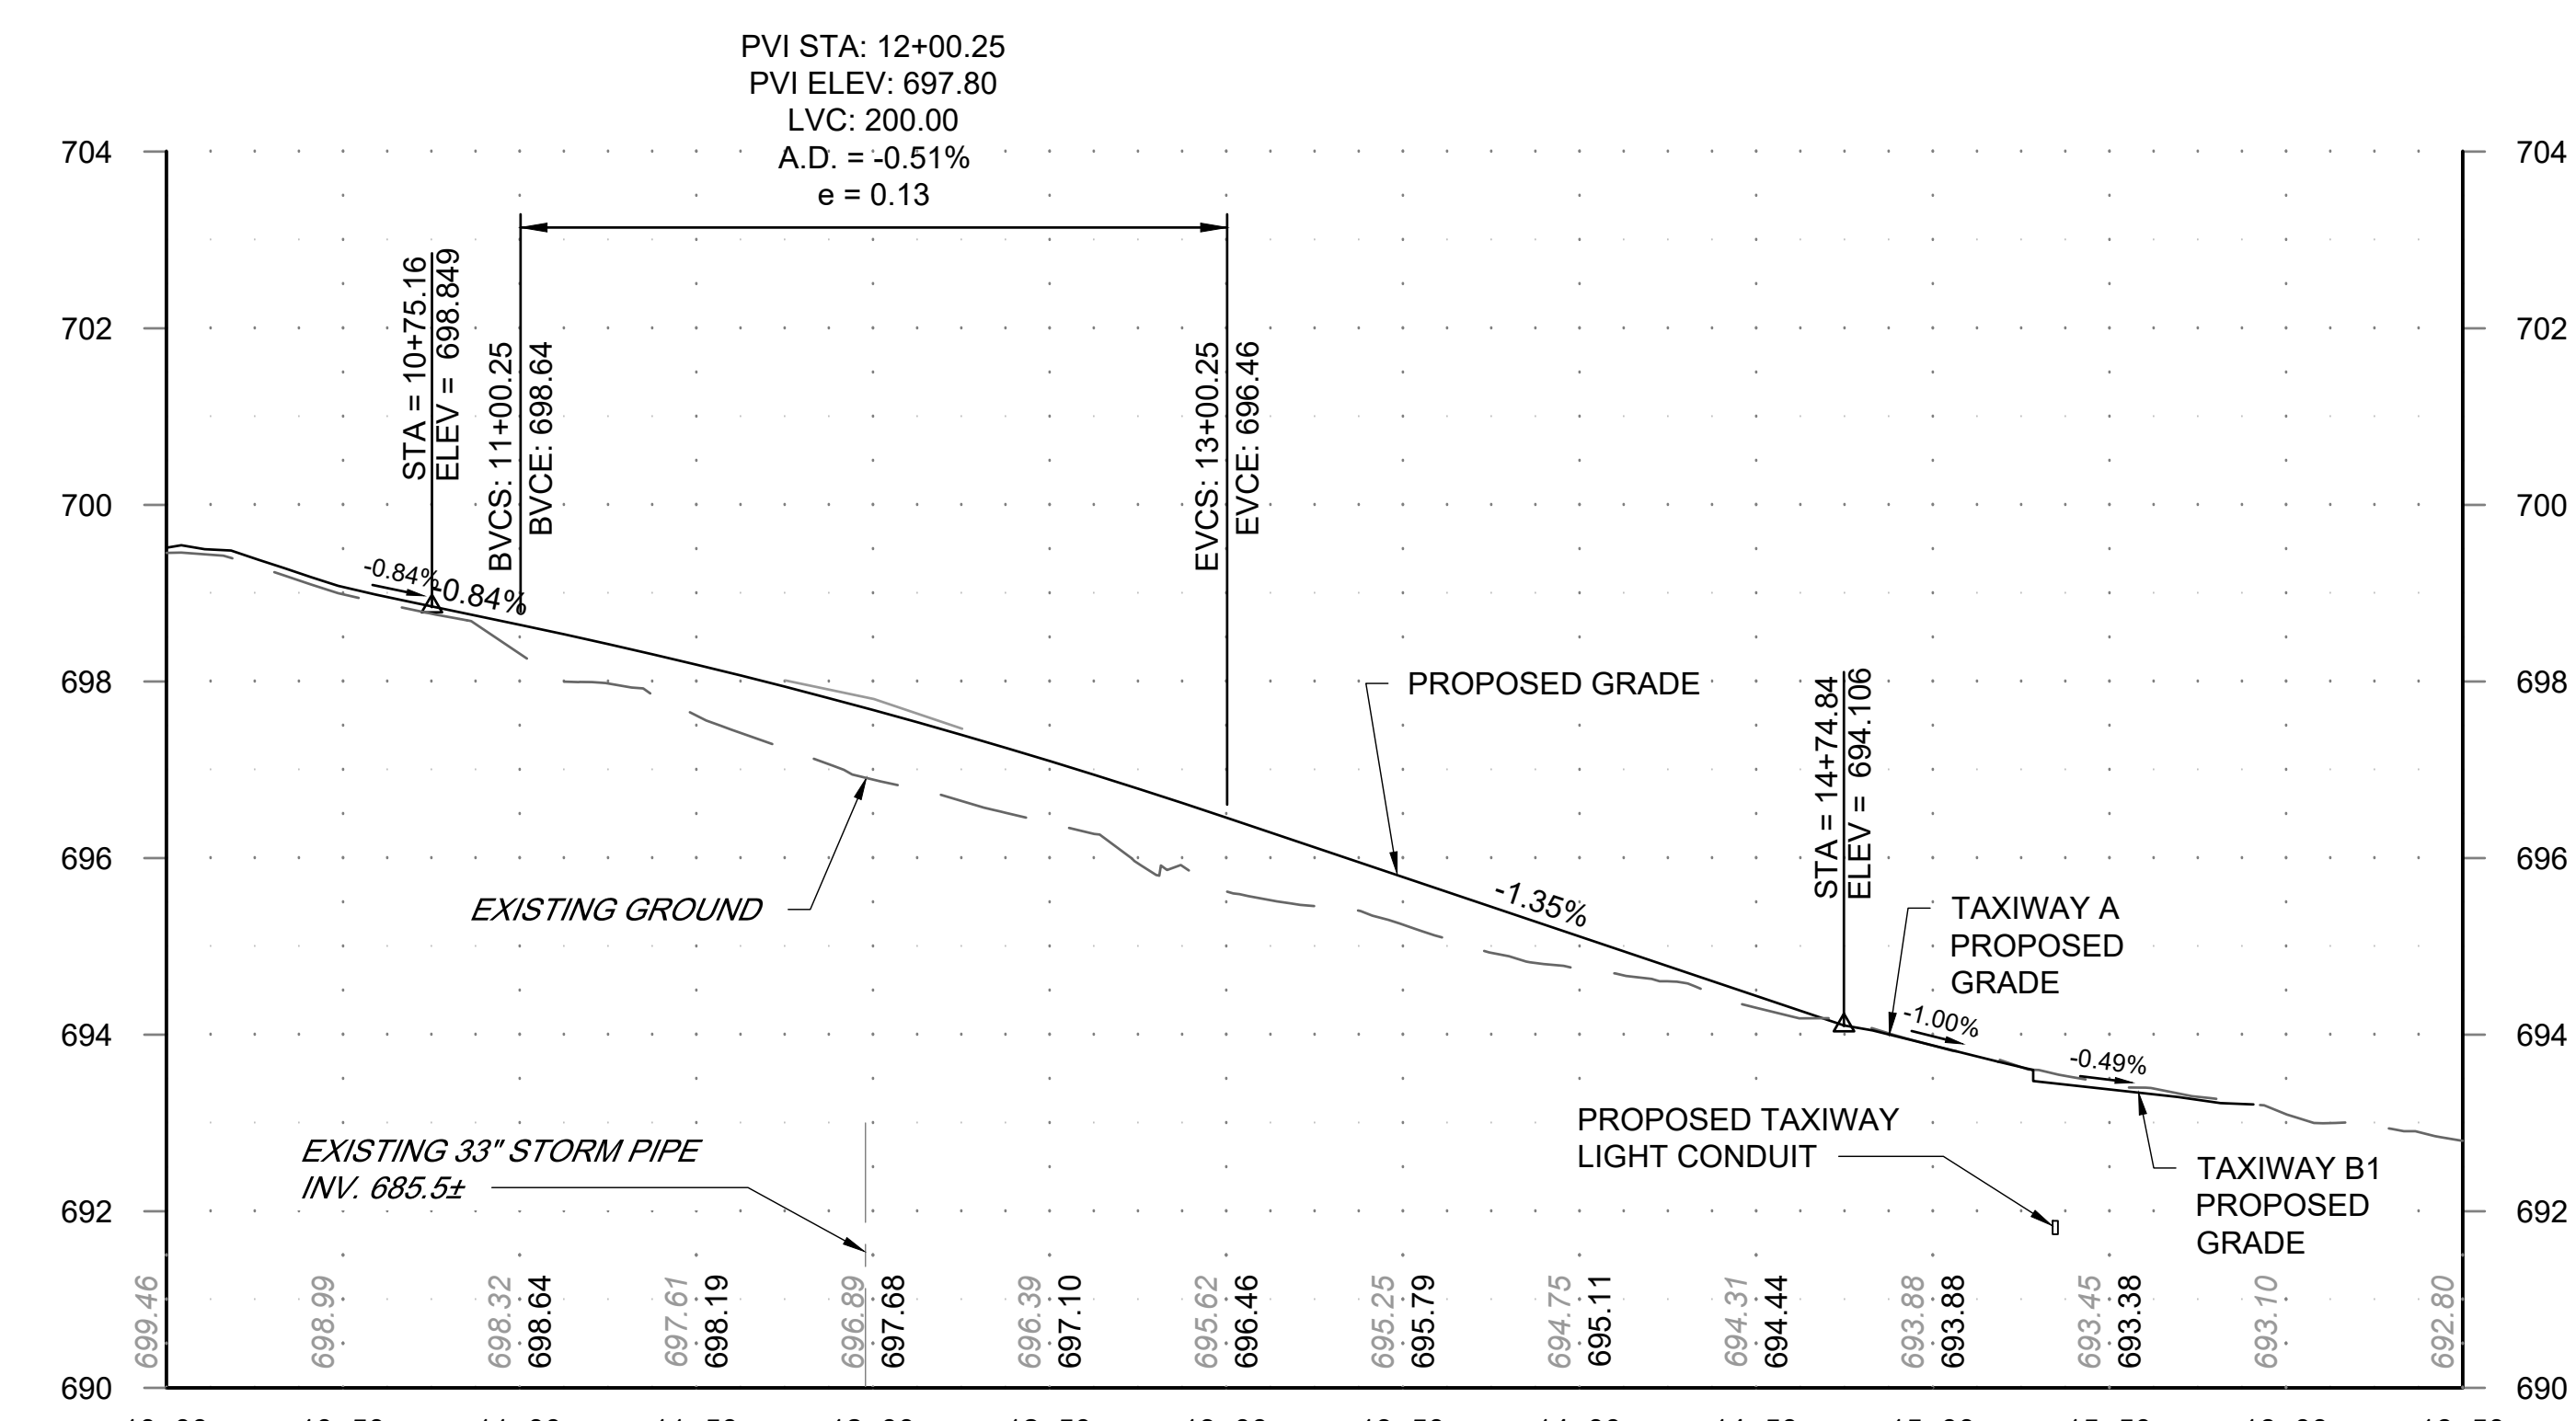 PVI STA: 12+00.25
PVI ELEV: 697.80
LVC: 200.00
A.D. = -0.51%
e = 0.13
704
704
702
702
700
700
698
698
696
696
694
694
692
692
690
690
STA = 10+75.16
ELEV = 698.849
BVCS: 11+00.25
BVCE: 698.64
EVCS: 13+00.25
EVCE: 696.46
-0.84%
-0.84%
PROPOSED GRADE
-1.35%
STA = 14+74.84
ELEV = 694.106
EXISTING GROUND
TAXIWAY A
PROPOSED
GRADE
-1.00%
-0.49%
EXISTING 33" STORM PIPE
INV. 685.5±
PROPOSED TAXIWAY
LIGHT CONDUIT
TAXIWAY B1
PROPOSED
GRADE
699.46
698.99
698.32
698.64
697.61
698.19
696.89
697.68
696.39
697.10
695.62
696.46
695.25
695.79
694.75
695.11
694.31
694.44
693.88
693.88
693.45
693.38
693.10
692.80